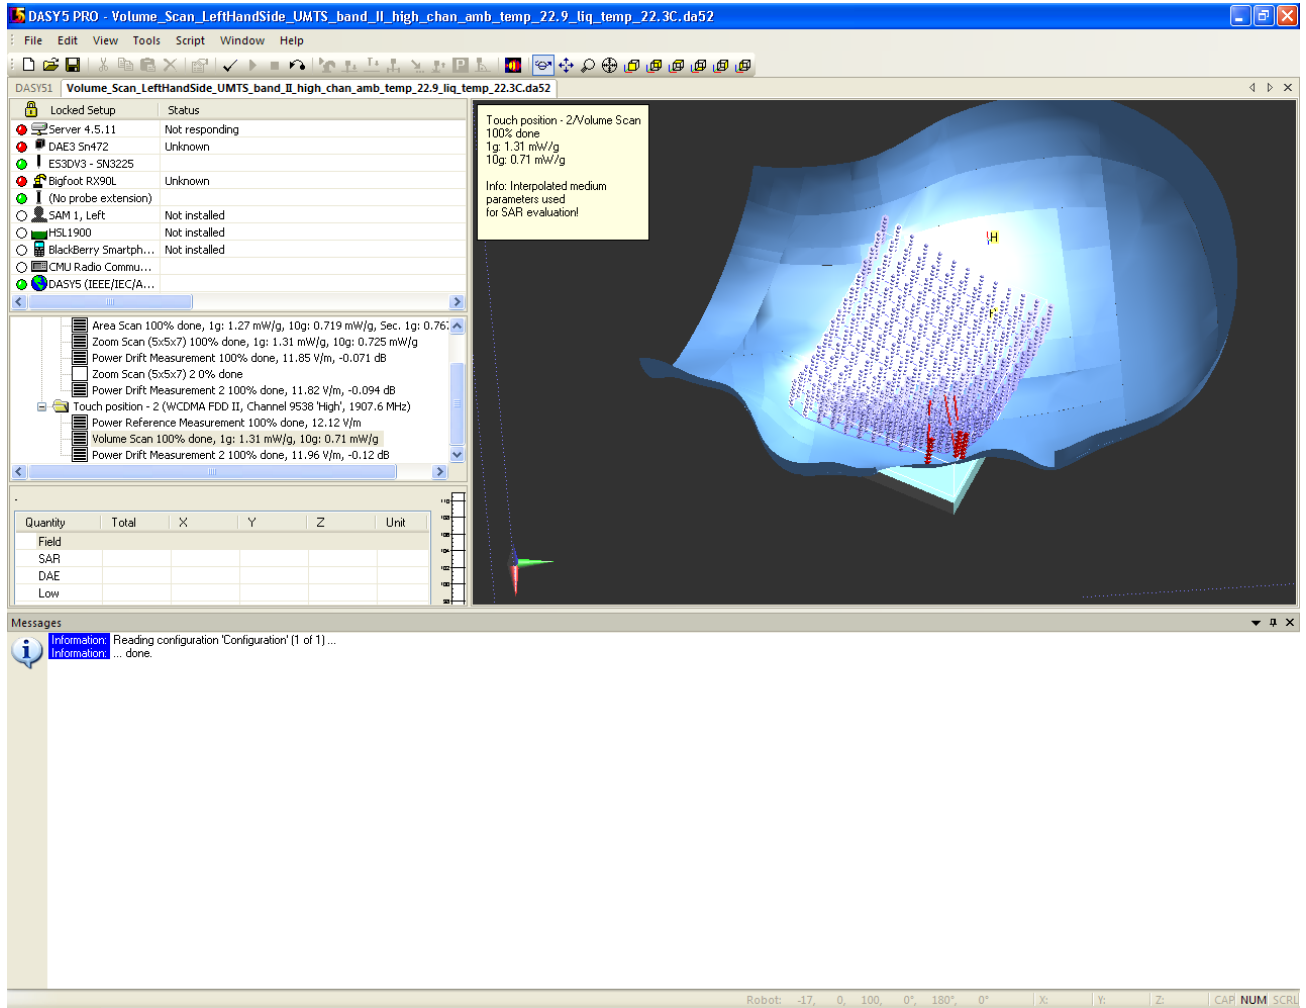 DASY5 PRO - Volume_Scan_LeftHandSide_UMTS_band_II_high_chan_amb_temp_22.9_liq_temp_22.3C.da52
File Edit View Tools Script Window Help
DASY51 Volume_Scan_LeftHandSide_UMTS_band_II_high_chan_amb_temp_22.9_liq_temp_22.3C.da52
Locked Setup Status
Server 4.5.11 Not responding
DAE3 Sn472 Unknown
ES3DV3 - SN3225
Bigfoot RX90L Unknown
(No probe extension)
SAM 1, Left Not installed
HSL1900 Not installed
BlackBerry Smartph... Not installed
CMU Radio Commu...
DASY5 (IEEE/IEC/A...
Area Scan 100% done, 1g: 1.27 mW/g, 10g: 0.719 mW/g, Sec. 1g: 0.767
Zoom Scan (5x5x7) 100% done, 1g: 1.31 mW/g, 10g: 0.725 mW/g
Power Drift Measurement 100% done, 11.85 V/m, -0.071 dB
Zoom Scan (5x5x7) 2 0% done
Power Drift Measurement 2 100% done, 11.82 V/m, -0.094 dB
Touch position - 2 (WCDMA FDD II, Channel 9538 'High', 1907.6 MHz)
Power Reference Measurement 100% done, 12.12 V/m
Volume Scan 100% done, 1g: 1.31 mW/g, 10g: 0.71 mW/g
Power Drift Measurement 2 100% done, 11.96 V/m, -0.12 dB
Quantity Total X Y Z Unit
Field
SAR
DAE
Low
Touch position - 2/Volume Scan
100% done
1g: 1.31 mW/g
10g: 0.71 mW/g
Info: Interpolated medium
parameters used
for SAR evaluation!
H
Messages
Information: Reading configuration 'Configuration' (1 of 1) ...
Information: ... done.
Robot: -17, 0, 100, 0°, 180°, 0° X: Y: Z: CAP NUM SCRL